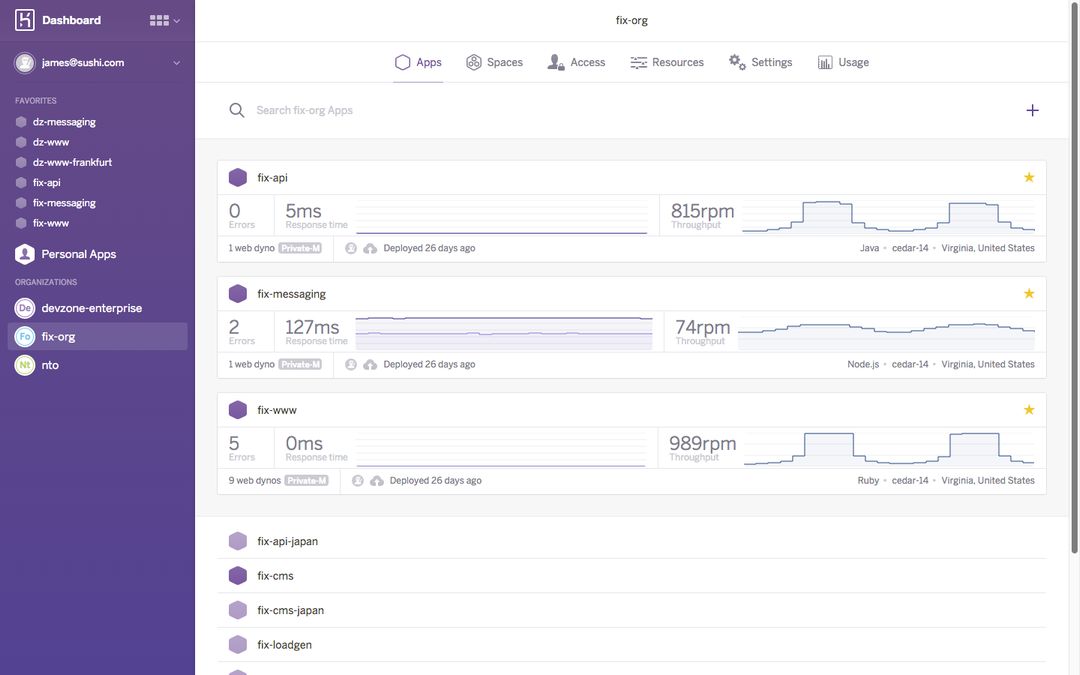 Dashboard
james@sushi.com
FAVORITES
dz-messaging
dz-www
dz-www-frankfurt
fix-api
fix-messaging
fix-www
Personal Apps
ORGANIZATIONS
De devzone-enterprise
Fo fix-org
Nt nto
fix-org
Apps Spaces Access Resources Settings Usage
Search fix-org Apps
fix-api
0 5ms 815rpm
Errors Response time Throughput
1 web dyno Private-M Deployed 26 days ago Java • cedar-14 • Virginia, United States
fix-messaging
2 127ms 74rpm
Errors Response time Throughput
1 web dyno Private-M Deployed 26 days ago Node.js • cedar-14 • Virginia, United States
fix-www
5 0ms 989rpm
Errors Response time Throughput
9 web dynos Private-M Deployed 26 days ago Ruby • cedar-14 • Virginia, United States
fix-api-japan
fix-cms
fix-cms-japan
fix-loadgen